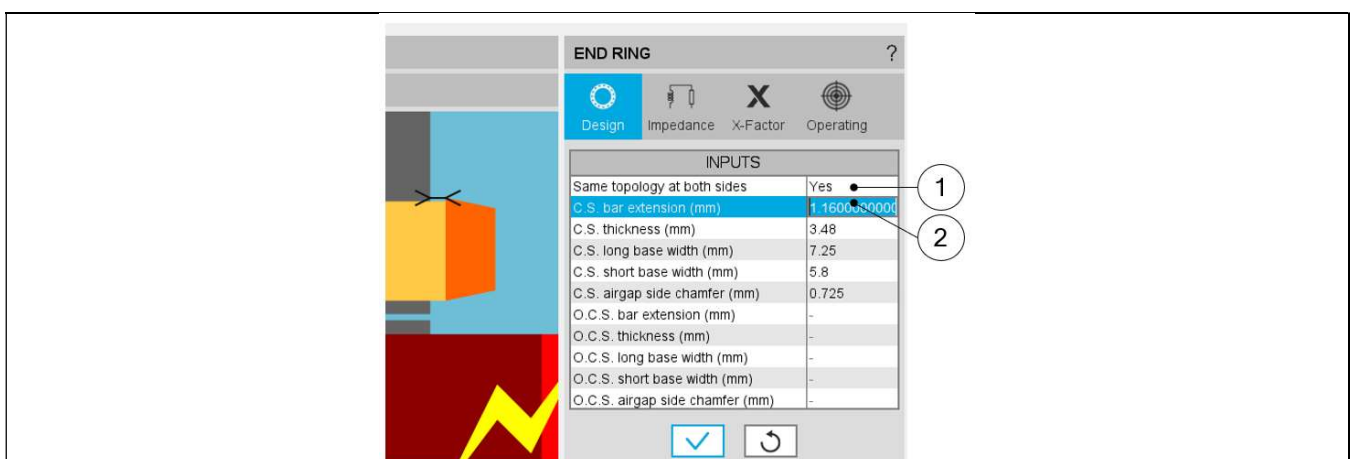 END RING ?
Design Impedance X-Factor Operating
INPUTS
Same topology at both sides Yes
C.S. bar extension (mm) 1.1600000000
C.S. thickness (mm) 3.48
C.S. long base width (mm) 7.25
C.S. short base width (mm) 5.8
C.S. airgap side chamfer (mm) 0.725
O.C.S. bar extension (mm) -
O.C.S. thickness (mm) -
O.C.S. long base width (mm) -
O.C.S. short base width (mm) -
O.C.S. airgap side chamfer (mm) -
1
2